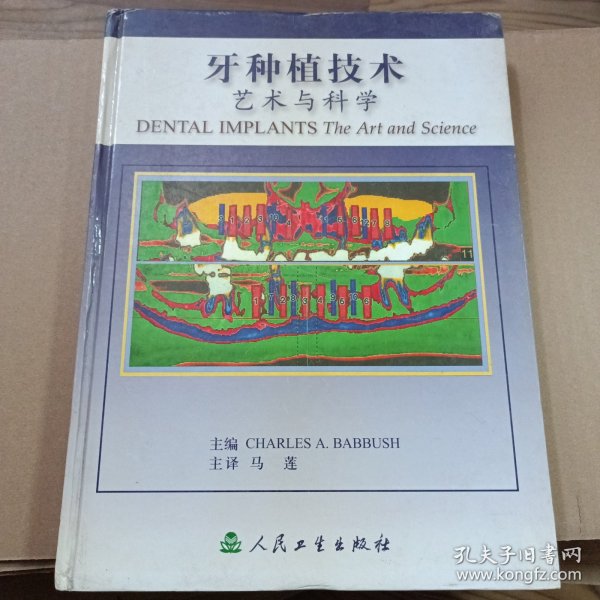 牙种植技术
艺术与科学
DENTAL IMPLANTS The Art and Science
11
主编 CHARLES A. BABBUSH
主译 马 莲
人民卫生出版社
孔夫子旧书网
www.kongfz.com